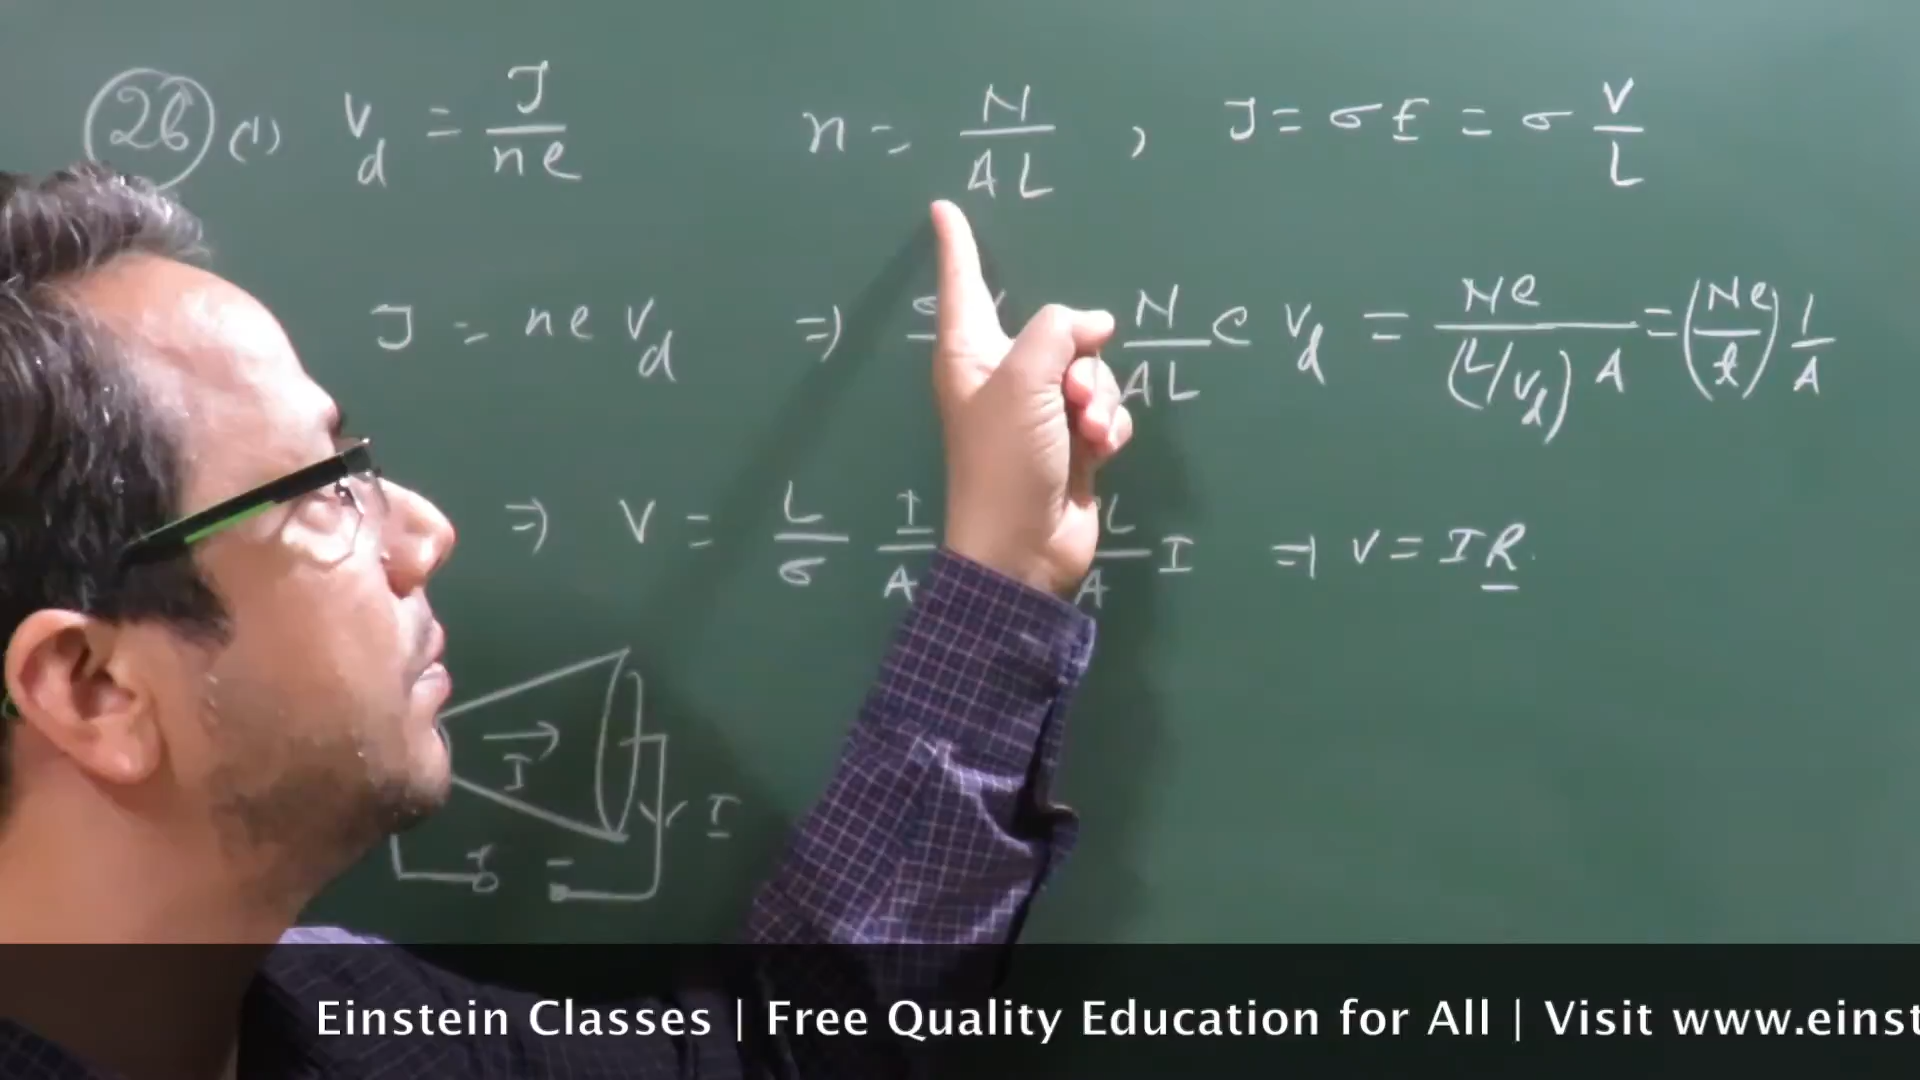 26 (1) v_d = J/ne n = N/AL , J = σE = σ V/L
J = ne v_d ⇒ N/AL e v_d = Ne/(L/v_d) A = (Ne/t) 1/A
⇒ V = L/σ I/A L/A I ⇒ V = IR.
I
I
+ -
Einstein Classes | Free Quality Education for All | Visit www.einst